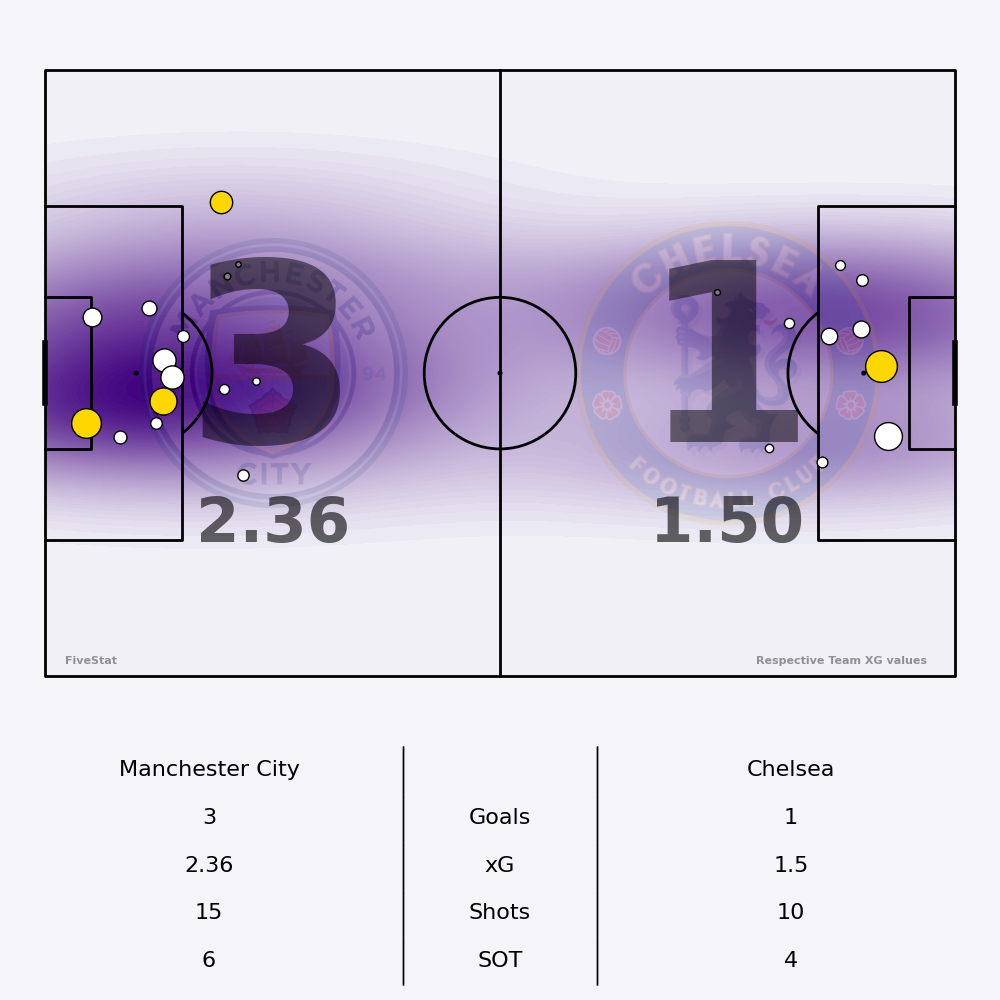 MANCHESTER
94
CITY
CHELSEA
FOOTBALL CLUB
3
1
2.36
1.50
FiveStat
Respective Team XG values
Manchester City
Chelsea
3
Goals
1
2.36
xG
1.5
15
Shots
10
6
SOT
4